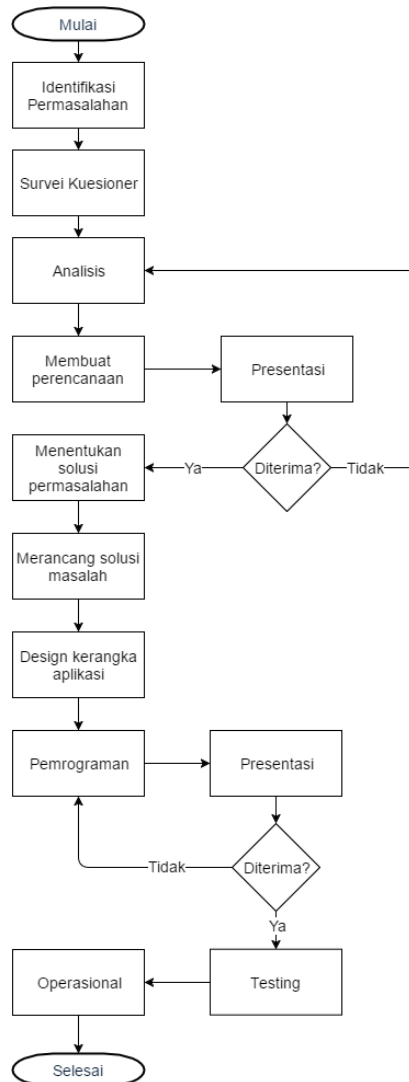 Mulai
Identifikasi
Permasalahan
Survei Kuesioner
Analisis
Membuat
perencanaan
Presentasi
Menentukan
solusi
permasalahan
Ya
Diterima?
Tidak
Merancang solusi
masalah
Design kerangka
aplikasi
Pemrograman
Presentasi
Tidak
Diterima?
Ya
Operasional
Testing
Selesai